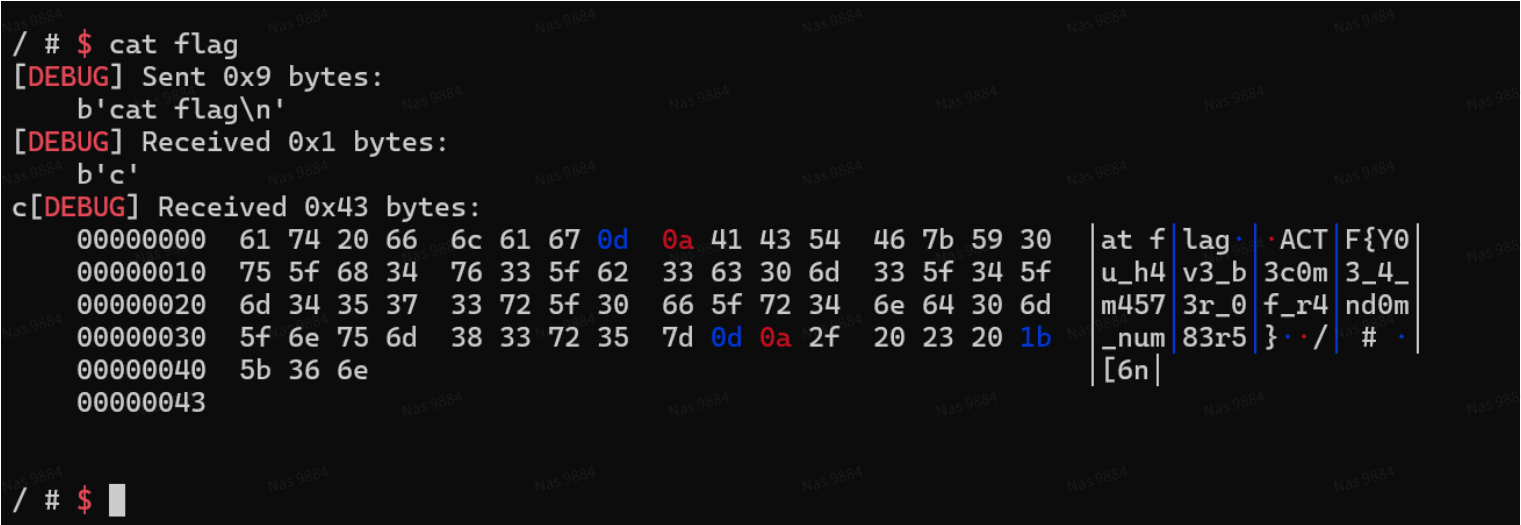 / # $ cat flag
[DEBUG] Sent 0x9 bytes:
    b'cat flag\n'
[DEBUG] Received 0x1 bytes:
    b'c'
c[DEBUG] Received 0x43 bytes:
    00000000  61 74 20 66  6c 61 67 0d  0a 41 43 54  46 7b 59 30  │at f│lag·│·ACT│F{Y0│
    00000010  75 5f 68 34  76 33 5f 62  33 63 30 6d  33 5f 34 5f  │u_h4│v3_b│3c0m│3_4_│
    00000020  6d 34 35 37  33 72 5f 30  66 5f 72 34  6e 64 30 6d  │m457│3r_0│f_r4│nd0m│
    00000030  5f 6e 75 6d  38 33 72 35  7d 0d 0a 2f  20 23 20 1b  │_num│83r5│}··/│ # ·│
    00000040  5b 36 6e                                            │[6n│
    00000043
/ # $
Nas 9884